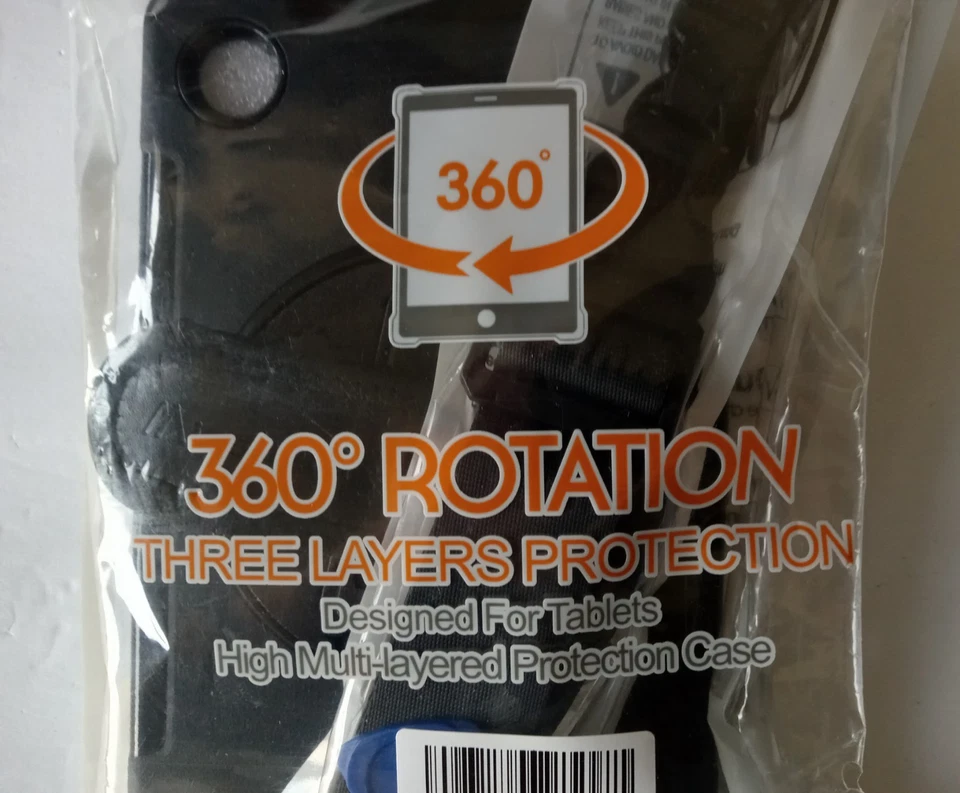 360°
360° ROTATION
THREE LAYERS PROTECTION
Designed For Tablets
High Multi-layered Protection Case